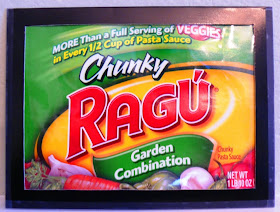 MORE Than a Full Serving of VEGGIES
in Every 1/2 Cup of Pasta Sauce
Chunky
RAGÚ
Garden
Combination
Chunky
Pasta Sauce
NET WT
1 LB 10 OZ